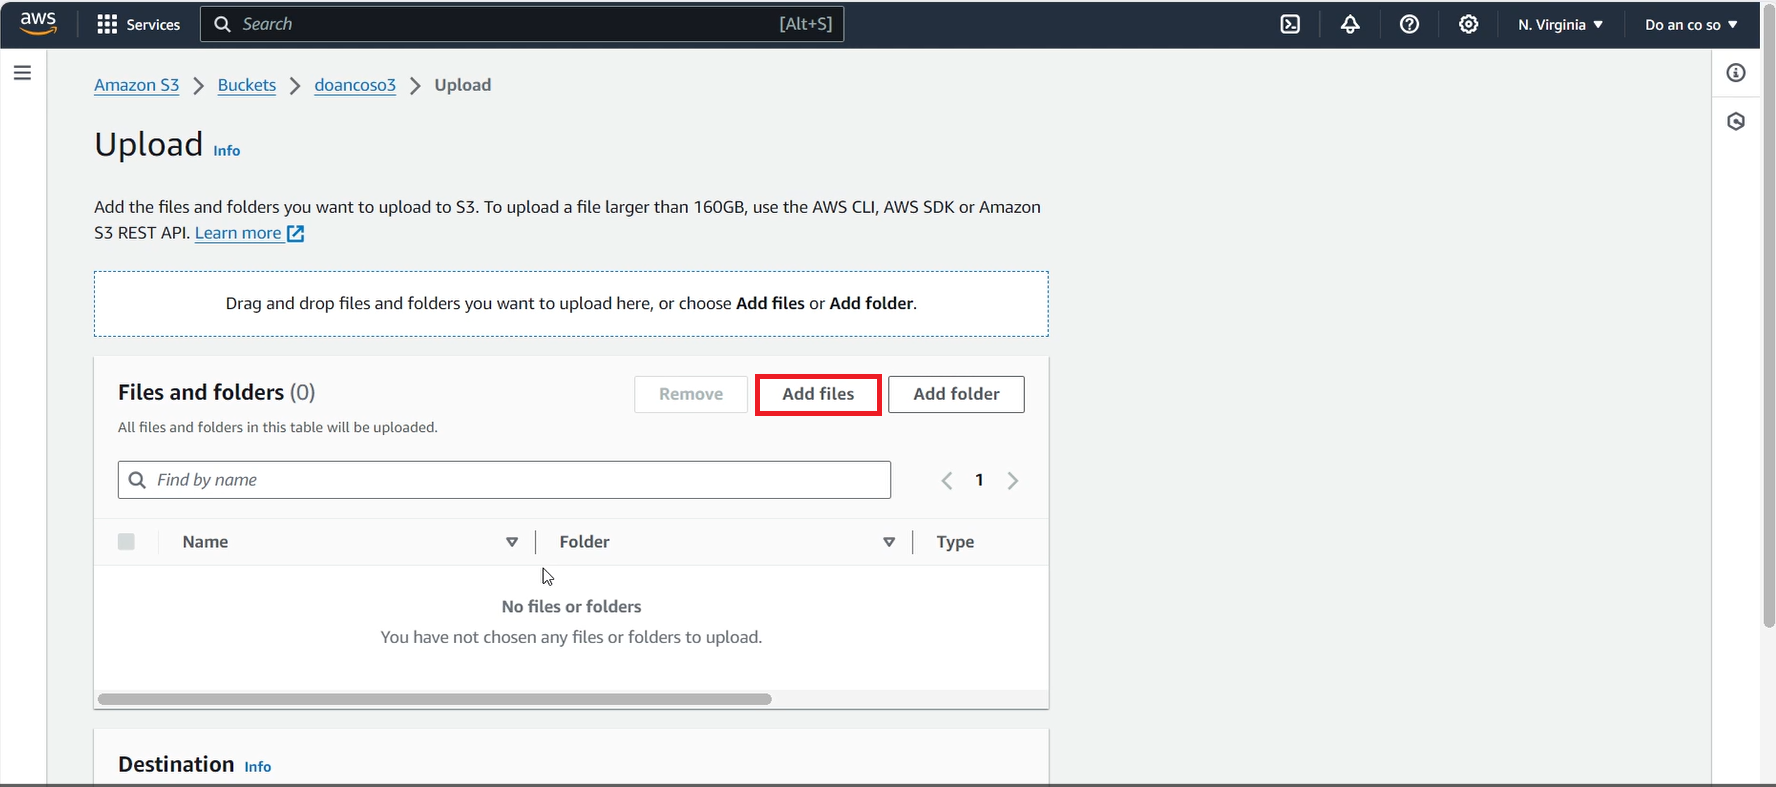 aws
Services
Search
[Alt+S]
N. Virginia
Do an co so
Amazon S3 > Buckets > doancoso3 > Upload
Upload Info
Add the files and folders you want to upload to S3. To upload a file larger than 160GB, use the AWS CLI, AWS SDK or Amazon
S3 REST API. Learn more
Drag and drop files and folders you want to upload here, or choose Add files or Add folder.
Files and folders (0)
Remove
Add files
Add folder
All files and folders in this table will be uploaded.
Find by name
1
Name
Folder
Type
No files or folders
You have not chosen any files or folders to upload.
Destination Info